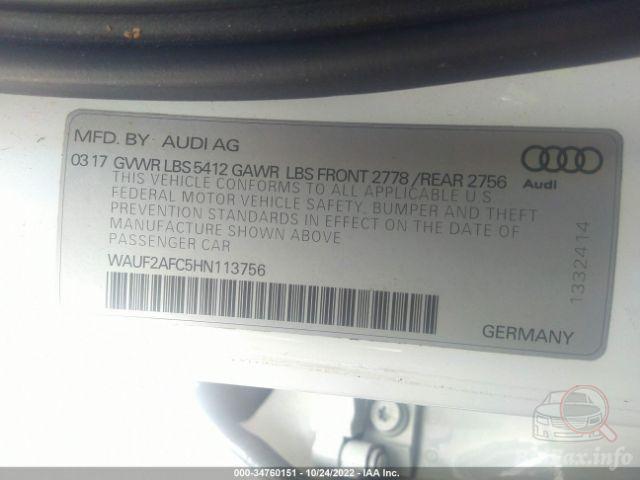 MFD. BY AUDI AG
03 17 GVWR LBS 5412 GAWR LBS FRONT 2778 / REAR 2756
THIS VEHICLE CONFORMS TO ALL APPLICABLE U.S
FEDERAL MOTOR VEHICLE SAFETY, BUMPER AND THEFT
PREVENTION STANDARDS IN EFFECT ON THE DATE OF
MANUFACTURE SHOWN ABOVE
PASSENGER CAR
WAUF2AFC5HN113756
Audi
1332414
GERMANY
000-34760151 - 10/24/2022 - IAA Inc.